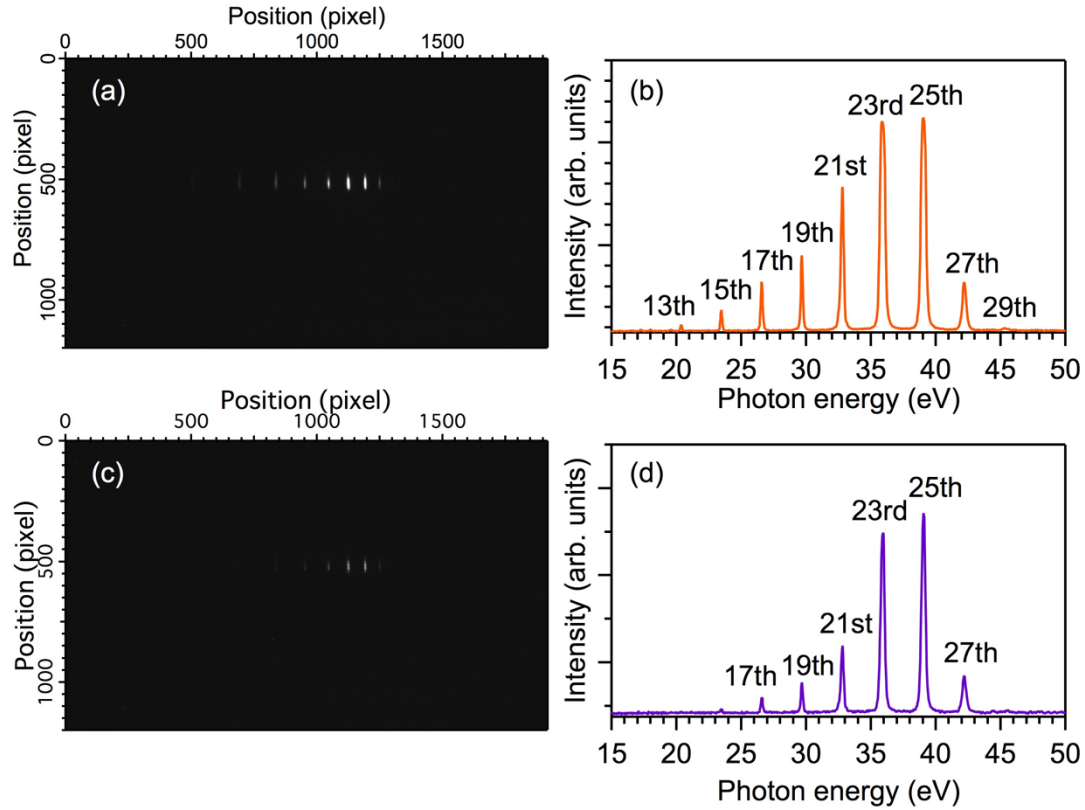 Position (pixel)
0 500 1000 1500
Position (pixel)
0
500
1000
(a)
(b)
Intensity (arb. units)
13th
15th
17th
19th
21st
23rd
25th
27th
29th
15 20 25 30 35 40 45 50
Photon energy (eV)
Position (pixel)
0 500 1000 1500
Position (pixel)
0
500
1000
(c)
(d)
Intensity (arb. units)
17th
19th
21st
23rd
25th
27th
15 20 25 30 35 40 45 50
Photon energy (eV)